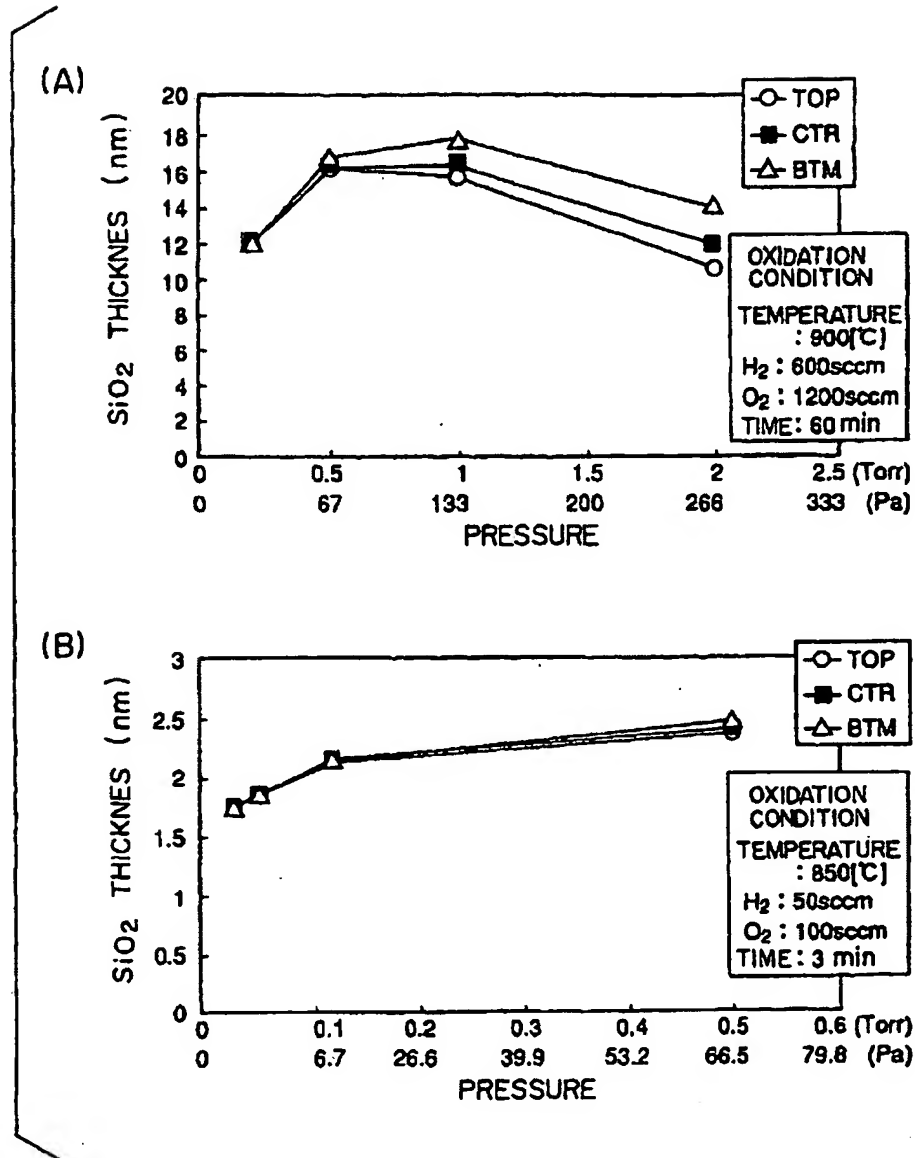 (A)
SiO2 THICKNES (nm)
20
18
16
14
12
10
8
6
4
2
0
TOP
CTR
BTM
OXIDATION
CONDITION
TEMPERATURE
: 900[℃]
H2 : 600sccm
O2 : 1200sccm
TIME : 60 min
0 0.5 1 1.5 2 2.5 (Torr)
0 67 133 200 266 333 (Pa)
PRESSURE
(B)
SiO2 THICKNES (nm)
3
2.5
2
1.5
1
0.5
0
TOP
CTR
BTM
OXIDATION
CONDITION
TEMPERATURE
: 850[℃]
H2 : 50sccm
O2 : 100sccm
TIME : 3 min
0 0.1 0.2 0.3 0.4 0.5 0.6 (Torr)
0 6.7 26.6 39.9 53.2 66.5 79.8 (Pa)
PRESSURE